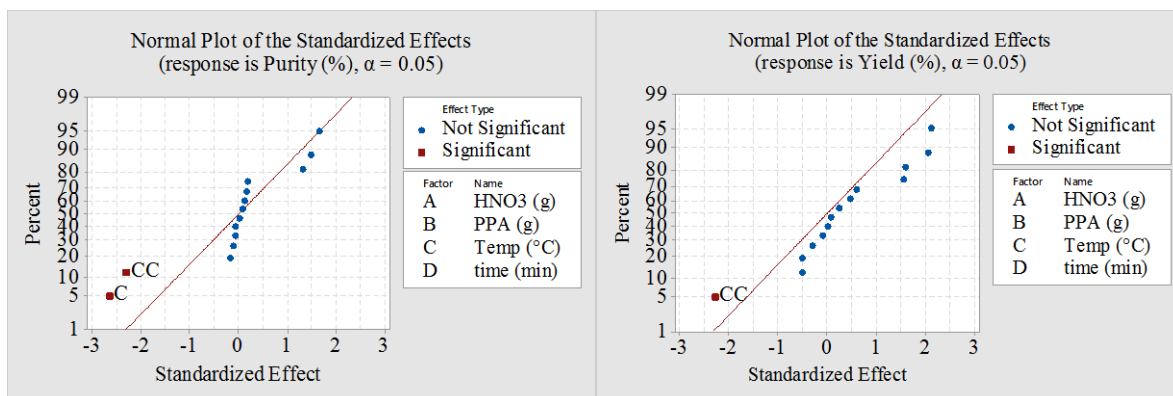 Normal Plot of the Standardized Effects
(response is Purity (%), α = 0.05)
99
95
90
80
70
60
50
40
30
20
10
5
1
Percent
CC
C
-3 -2 -1 0 1 2 3
Standardized Effect
Effect Type
Not Significant
Significant
Factor Name
A HNO3 (g)
B PPA (g)
C Temp (°C)
D time (min)
Normal Plot of the Standardized Effects
(response is Yield (%), α = 0.05)
99
95
90
80
70
60
50
40
30
20
10
5
1
Percent
CC
-3 -2 -1 0 1 2 3
Standardized Effect
Effect Type
Not Significant
Significant
Factor Name
A HNO3 (g)
B PPA (g)
C Temp (°C)
D time (min)